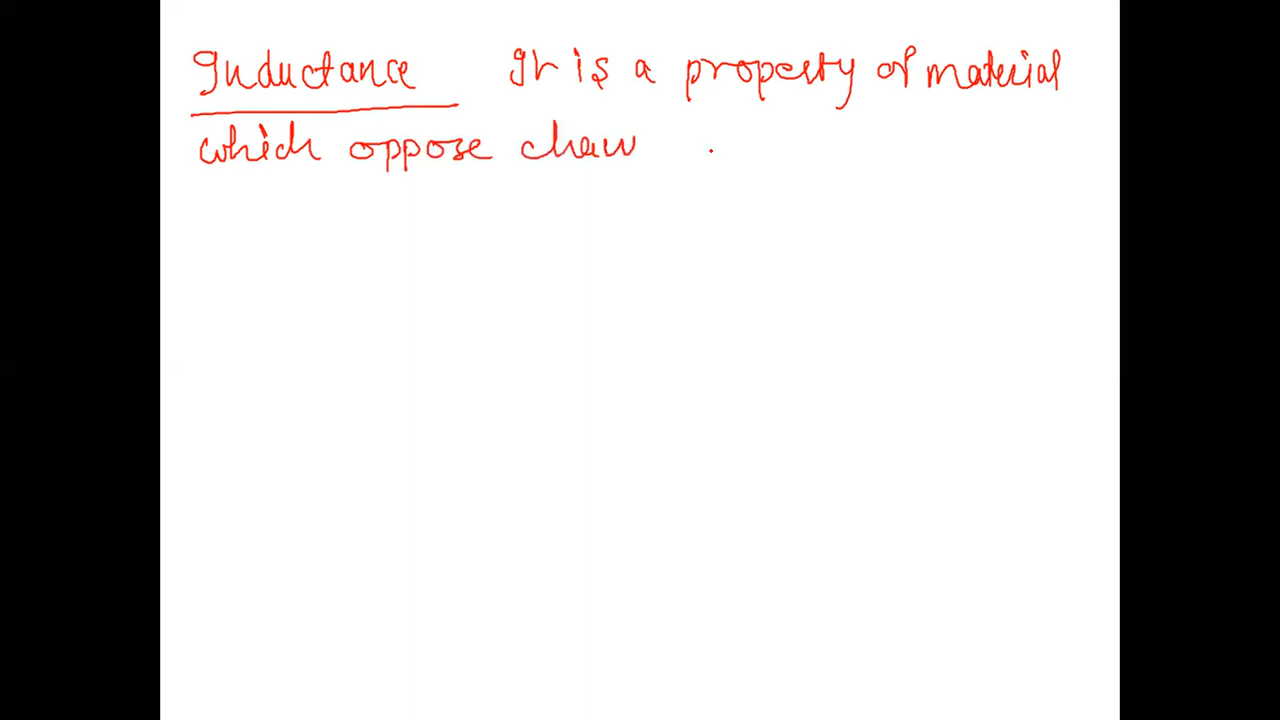 Inductance It is a property of material
which oppose chan